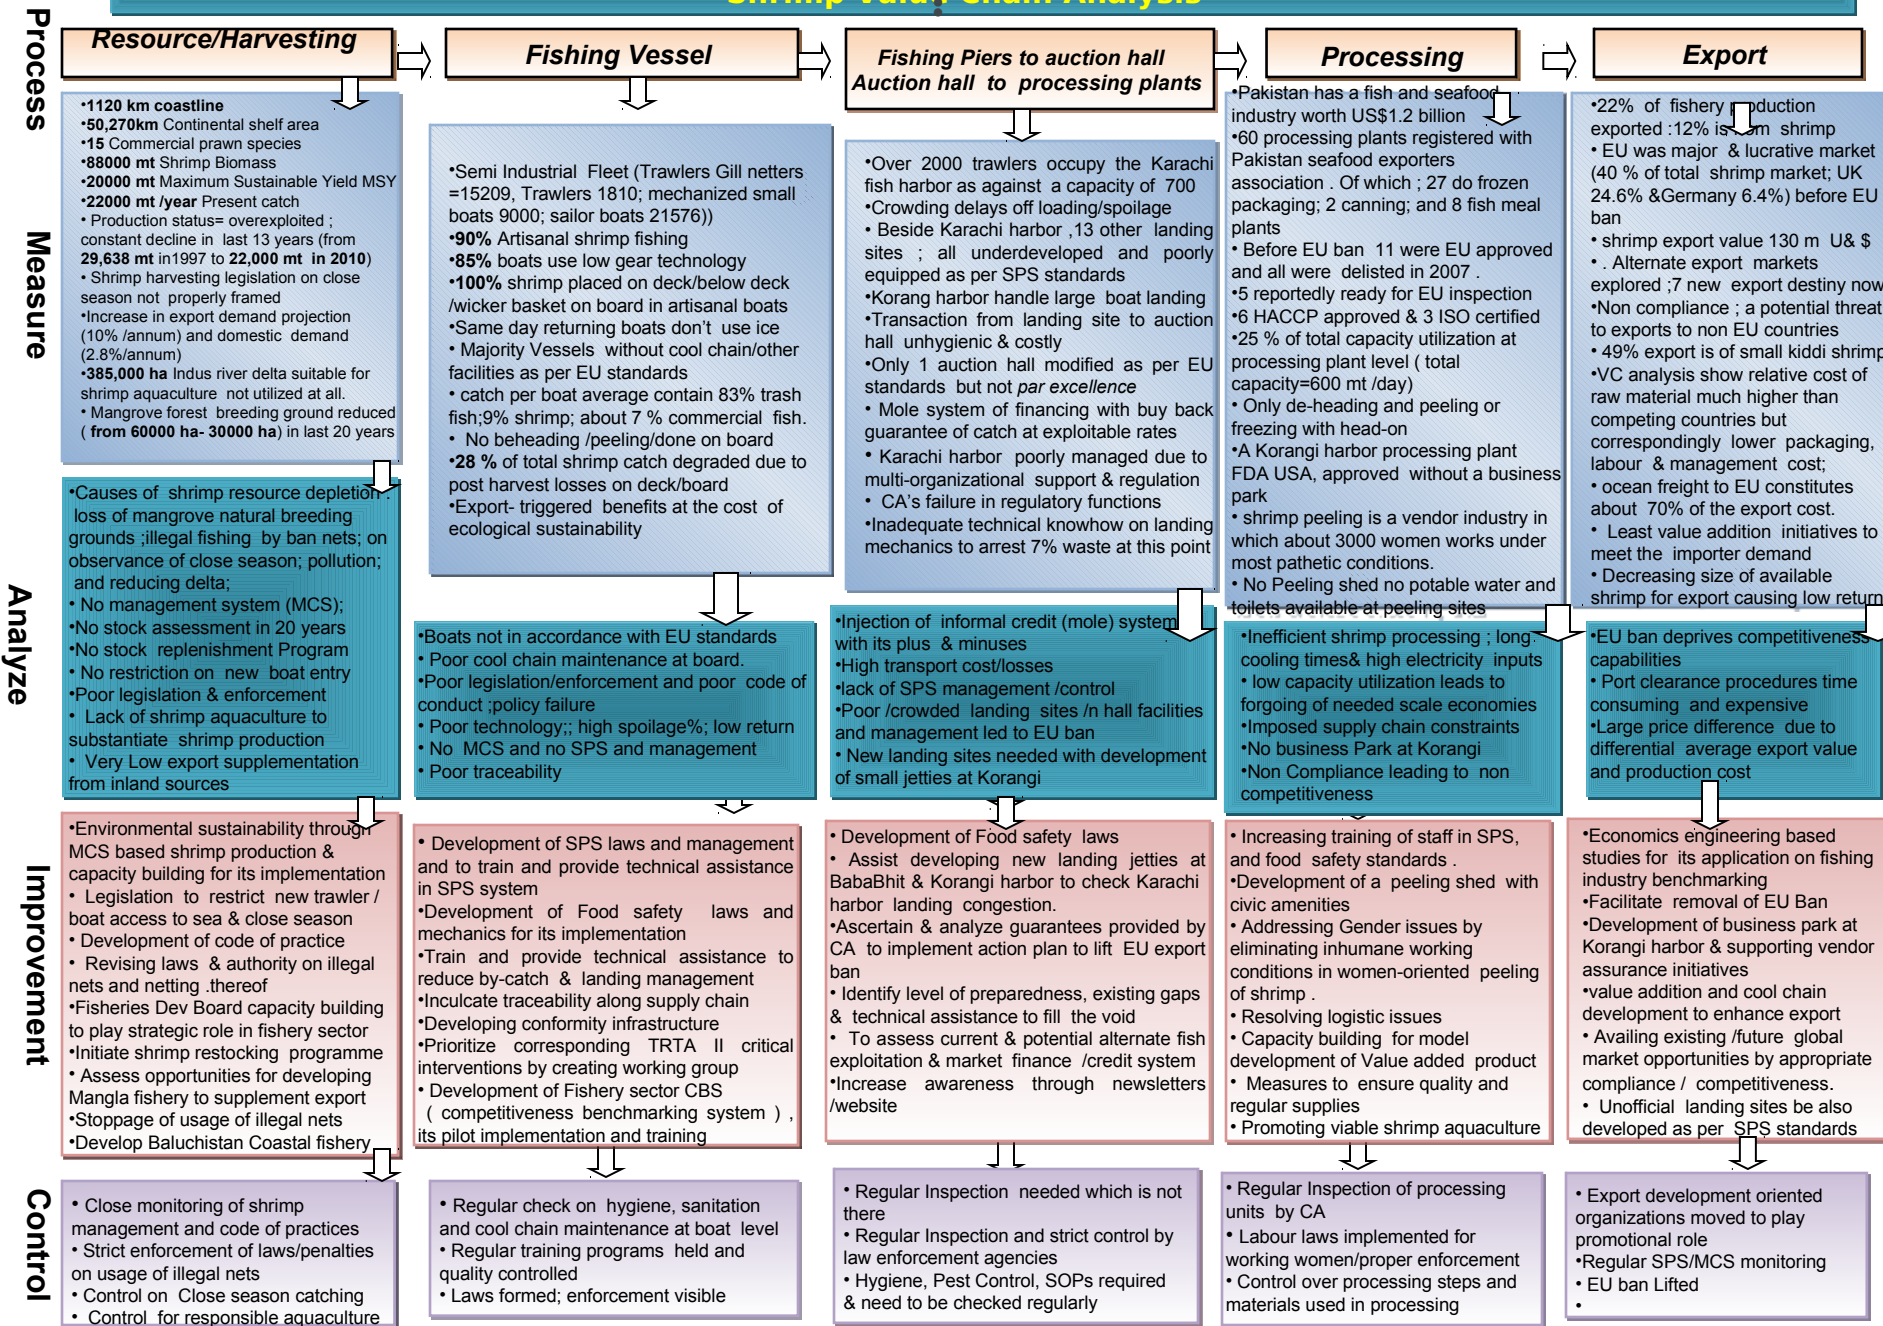 Shrimp Value Chain Analysis
Process
Resource/Harvesting
Fishing Vessel
Fishing Piers to auction hall
Auction hall to processing plants
Processing
Export
Measure
•1120 km coastline
•50,270km Continental shelf area
•15 Commercial prawn species
•88000 mt Shrimp Biomass
•20000 mt Maximum Sustainable Yield MSY
•22000 mt /year Present catch
• Production status= overexploited ;
constant decline in last 13 years (from
29,638 mt in1997 to 22,000 mt in 2010)
• Shrimp harvesting legislation on close
season not properly framed
•Increase in export demand projection
(10% /annum) and domestic demand
(2.8%/annum)
•385,000 ha Indus river delta suitable for
shrimp aquaculture not utilized at all.
• Mangrove forest breeding ground reduced
( from 60000 ha- 30000 ha) in last 20 years
•Semi Industrial Fleet (Trawlers Gill netters
=15209, Trawlers 1810; mechanized small
boats 9000; sailor boats 21576))
•90% Artisanal shrimp fishing
•85% boats use low gear technology
•100% shrimp placed on deck/below deck
/wicker basket on board in artisanal boats
•Same day returning boats don't use ice
• Majority Vessels without cool chain/other
facilities as per EU standards
• catch per boat average contain 83% trash
fish;9% shrimp; about 7 % commercial fish.
• No beheading /peeling/done on board
•28 % of total shrimp catch degraded due to
post harvest losses on deck/board
•Export- triggered benefits at the cost of
ecological sustainability
•Over 2000 trawlers occupy the Karachi
fish harbor as against a capacity of 700
•Crowding delays off loading/spoilage
• Beside Karachi harbor ,13 other landing
sites ; all underdeveloped and poorly
equipped as per SPS standards
•Korang harbor handle large boat landing
•Transaction from landing site to auction
hall unhygienic & costly
•Only 1 auction hall modified as per EU
standards but not par excellence
• Mole system of financing with buy back
guarantee of catch at exploitable rates
• Karachi harbor poorly managed due to
multi-organizational support & regulation
• CA's failure in regulatory functions
•Inadequate technical knowhow on landing
mechanics to arrest 7% waste at this point
•Pakistan has a fish and seafood
industry worth US$1.2 billion
•60 processing plants registered with
Pakistan seafood exporters
association . Of which ; 27 do frozen
packaging; 2 canning; and 8 fish meal
plants
• Before EU ban 11 were EU approved
and all were delisted in 2007 .
•5 reportedly ready for EU inspection
•6 HACCP approved & 3 ISO certified
•25 % of total capacity utilization at
processing plant level ( total
capacity=600 mt /day)
• Only de-heading and peeling or
freezing with head-on
•A Korangi harbor processing plant
FDA USA, approved without a business
park
• shrimp peeling is a vendor industry in
which about 3000 women works under
most pathetic conditions.
• No Peeling shed no potable water and
toilets available at peeling sites
•22% of fishery production
exported :12% is from shrimp
• EU was major & lucrative market
(40 % of total shrimp market; UK
24.6% &Germany 6.4%) before EU
ban
• shrimp export value 130 m U& $
• . Alternate export markets
explored ;7 new export destiny now
•Non compliance ; a potential threat
to exports to non EU countries
• 49% export is of small kiddi shrimp
•VC analysis show relative cost of
raw material much higher than
competing countries but
correspondingly lower packaging,
labour & management cost;
• ocean freight to EU constitutes
about 70% of the export cost.
• Least value addition initiatives to
meet the importer demand
• Decreasing size of available
shrimp for export causing low return
Analyze
•Causes of shrimp resource depletion :
loss of mangrove natural breeding
grounds ;illegal fishing by ban nets; on
observance of close season; pollution;
and reducing delta;
• No management system (MCS);
•No stock assessment in 20 years
•No stock replenishment Program
• No restriction on new boat entry
•Poor legislation & enforcement
• Lack of shrimp aquaculture to
substantiate shrimp production
• Very Low export supplementation
from inland sources
•Boats not in accordance with EU standards
• Poor cool chain maintenance at board.
•Poor legislation/enforcement and poor code of
conduct ;policy failure
• Poor technology;; high spoilage%; low return
• No MCS and no SPS and management
• Poor traceability
•Injection of informal credit (mole) system
with its plus & minuses
•High transport cost/losses
•lack of SPS management /control
•Poor /crowded landing sites /n hall facilities
and management led to EU ban
• New landing sites needed with development
of small jetties at Korangi
•Inefficient shrimp processing ; long
cooling times& high electricity inputs
• low capacity utilization leads to
forgoing of needed scale economies
•Imposed supply chain constraints
•No business Park at Korangi
•Non Compliance leading to non
competitiveness
•EU ban deprives competitiveness
capabilities
• Port clearance procedures time
consuming and expensive
•Large price difference due to
differential average export value
and production cost
Improvement
•Environmental sustainability through
MCS based shrimp production &
capacity building for its implementation
• Legislation to restrict new trawler /
boat access to sea & close season
• Development of code of practice
• Revising laws & authority on illegal
nets and netting .thereof
•Fisheries Dev Board capacity building
to play strategic role in fishery sector
•Initiate shrimp restocking programme
• Assess opportunities for developing
Mangla fishery to supplement export
•Stoppage of usage of illegal nets
•Develop Baluchistan Coastal fishery
• Development of SPS laws and management
and to train and provide technical assistance
in SPS system
•Development of Food safety laws and
mechanics for its implementation
•Train and provide technical assistance to
reduce by-catch & landing management
•Inculcate traceability along supply chain
•Developing conformity infrastructure
•Prioritize corresponding TRTA II critical
interventions by creating working group
• Development of Fishery sector CBS
( competitiveness benchmarking system ) ,
its pilot implementation and training
• Development of Food safety laws
• Assist developing new landing jetties at
BabaBhit & Korangi harbor to check Karachi
harbor landing congestion.
•Ascertain & analyze guarantees provided by
CA to implement action plan to lift EU export
ban
• Identify level of preparedness, existing gaps
& technical assistance to fill the void
• To assess current & potential alternate fish
exploitation & market finance /credit system
•Increase awareness through newsletters
/website
• Increasing training of staff in SPS,
and food safety standards .
•Development of a peeling shed with
civic amenities
• Addressing Gender issues by
eliminating inhumane working
conditions in women-oriented peeling
of shrimp .
• Resolving logistic issues
• Capacity building for model
development of Value added product
• Measures to ensure quality and
regular supplies
• Promoting viable shrimp aquaculture
•Economics engineering based
studies for its application on fishing
industry benchmarking
•Facilitate removal of EU Ban
•Development of business park at
Korangi harbor & supporting vendor
assurance initiatives
•value addition and cool chain
development to enhance export
• Availing existing /future global
market opportunities by appropriate
compliance / competitiveness.
• Unofficial landing sites be also
developed as per SPS standards
Control
• Close monitoring of shrimp
management and code of practices
• Strict enforcement of laws/penalties
on usage of illegal nets
• Control on Close season catching
• Control for responsible aquaculture
• Regular check on hygiene, sanitation
and cool chain maintenance at boat level
• Regular training programs held and
quality controlled
• Laws formed; enforcement visible
• Regular Inspection needed which is not
there
• Regular Inspection and strict control by
law enforcement agencies
• Hygiene, Pest Control, SOPs required
& need to be checked regularly
• Regular Inspection of processing
units by CA
• Labour laws implemented for
working women/proper enforcement
• Control over processing steps and
materials used in processing
• Export development oriented
organizations moved to play
promotional role
•Regular SPS/MCS monitoring
• EU ban Lifted
•